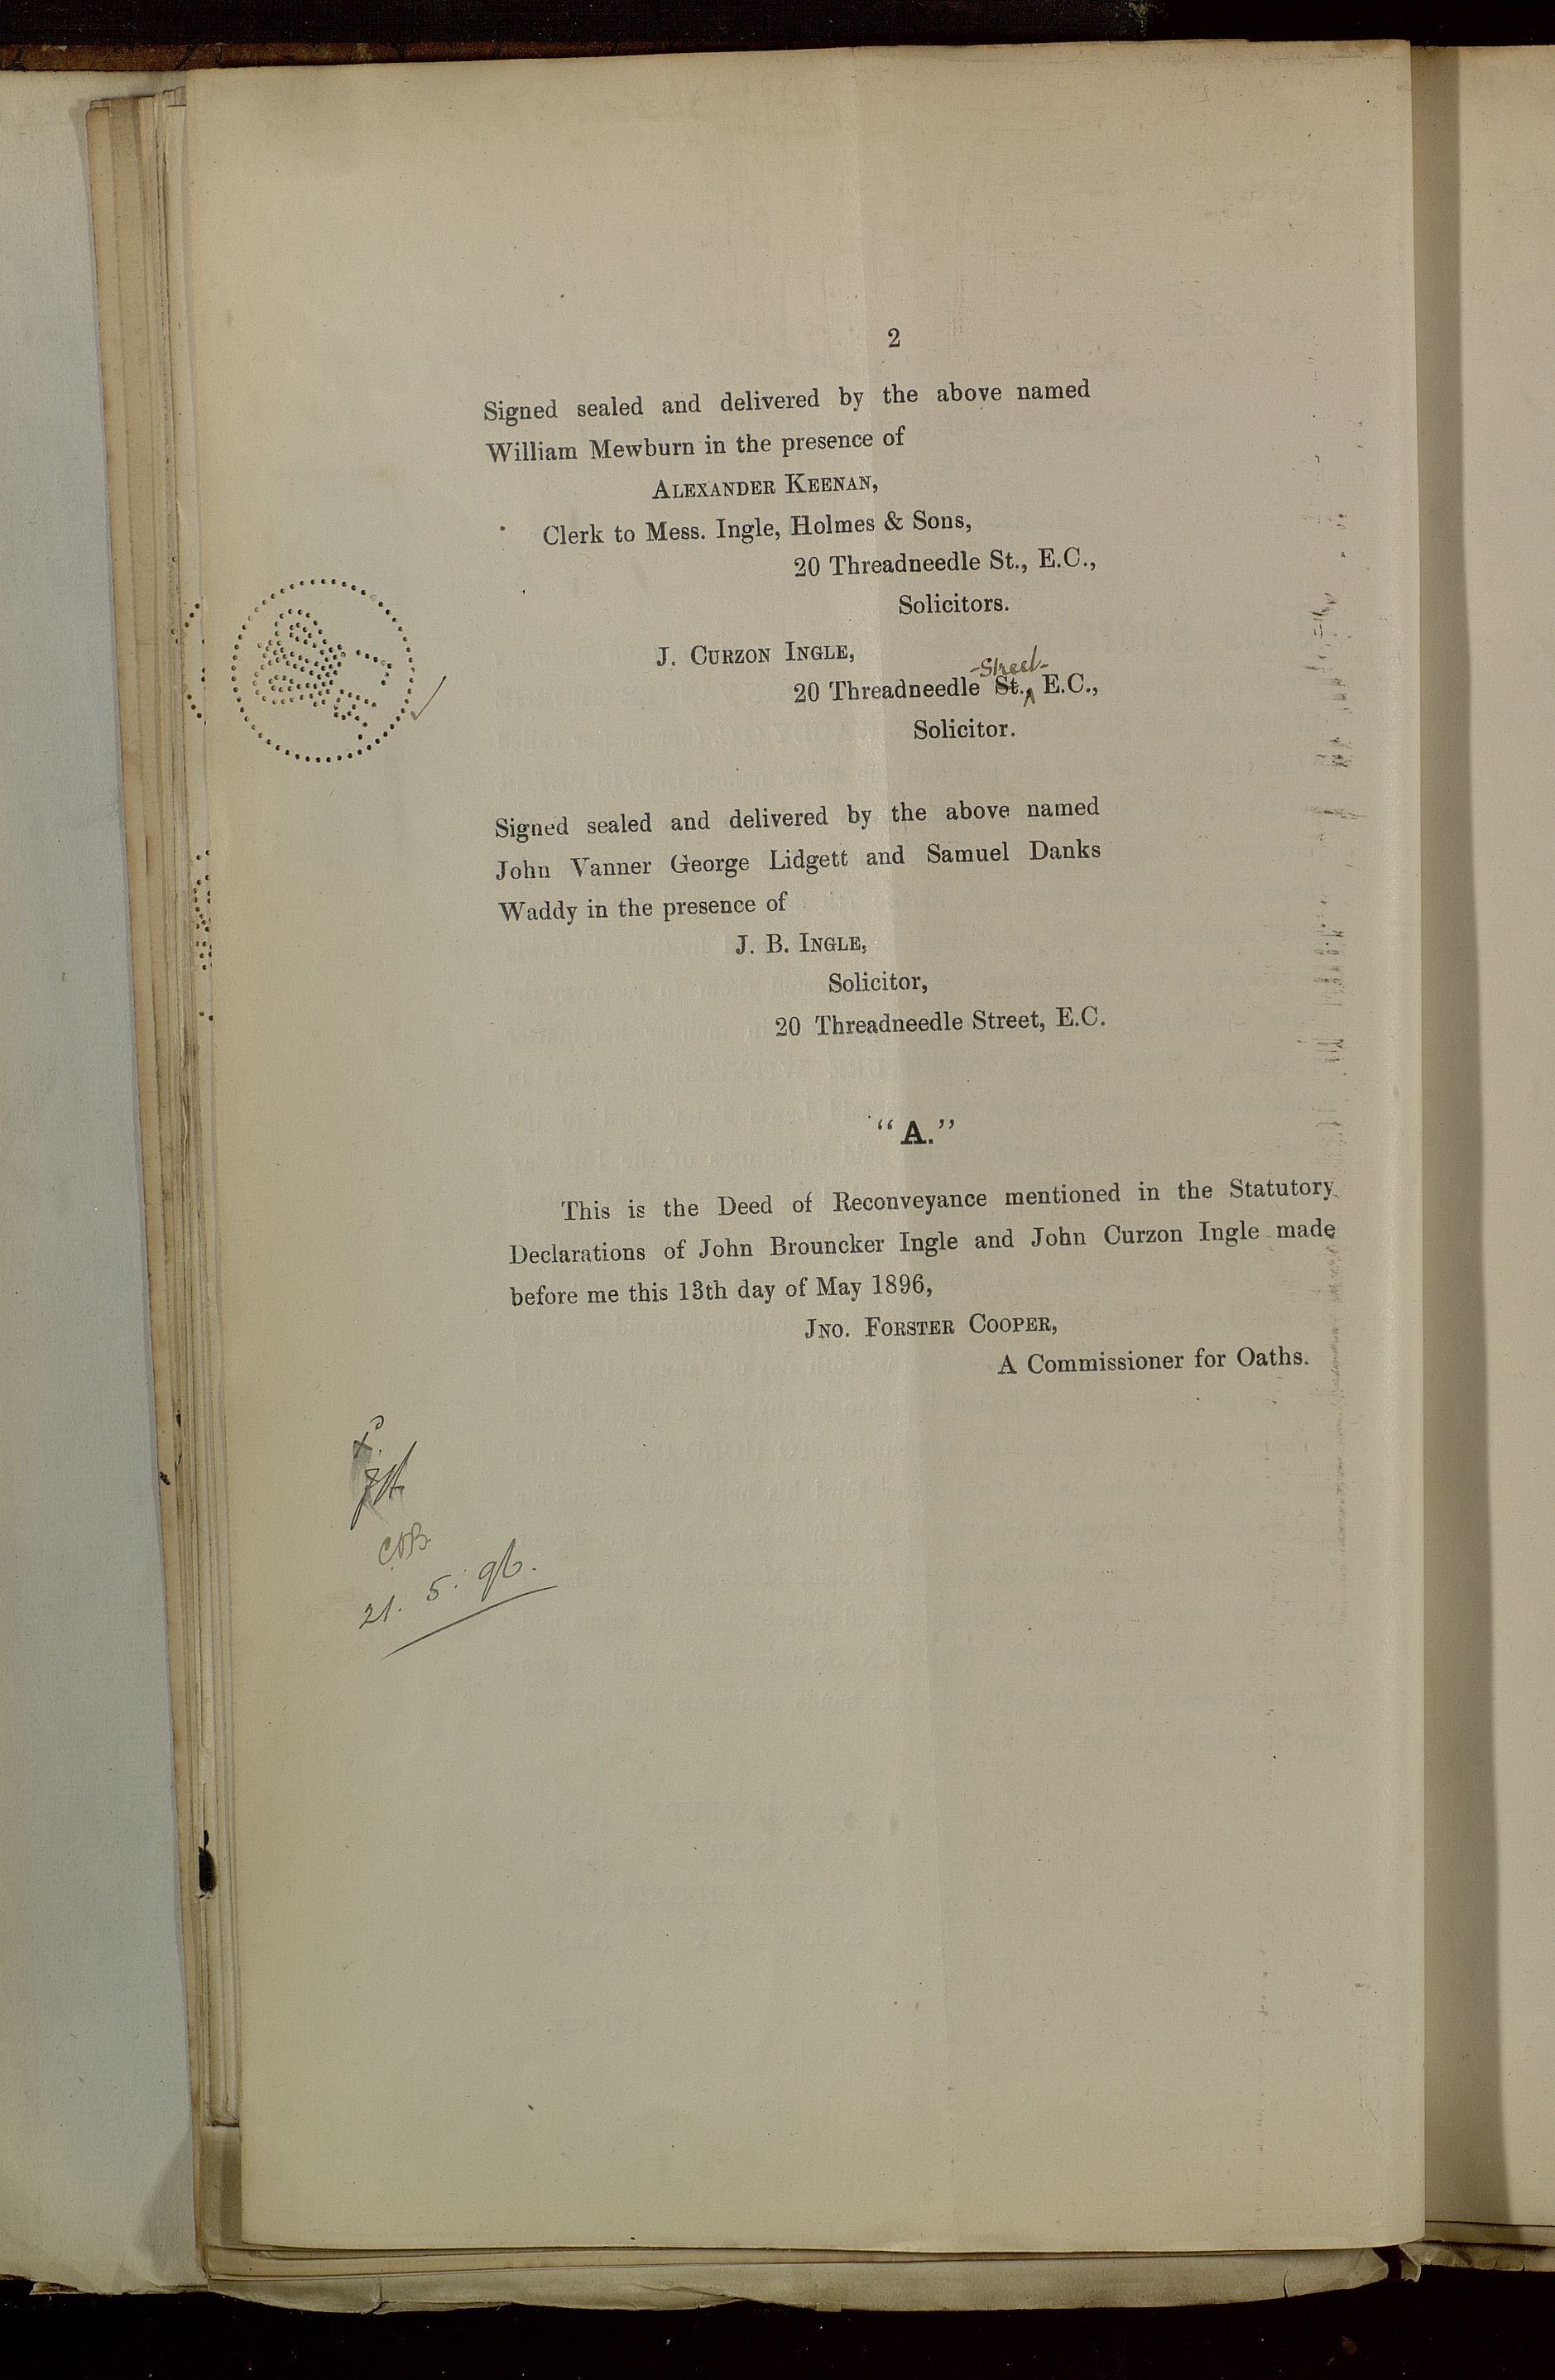 2
Signed sealed and delivered by the above named
William Mewburn in the presence of
ALEXANDER KEENAN,
Clerk to Mess. Ingle, Holmes & Sons,
20 Threadneedle St., E.C.,
Solicitors.
J. CURZON INGLE,
-Street-
20 Threadneedle St., E.C.,
Solicitor.
Signed sealed and delivered by the above named
John Vanner George Lidgett and Samuel Danks
Waddy in the presence of
J. B. INGLE,
Solicitor,
20 Threadneedle Street, E.C.
"A."
This is the Deed of Reconveyance mentioned in the Statutory
Declarations of John Brouncker Ingle and John Curzon Ingle made
before me this 13th day of May 1896,
JNO. FORSTER COOPER,
A Commissioner for Oaths.
21. 5. 96.